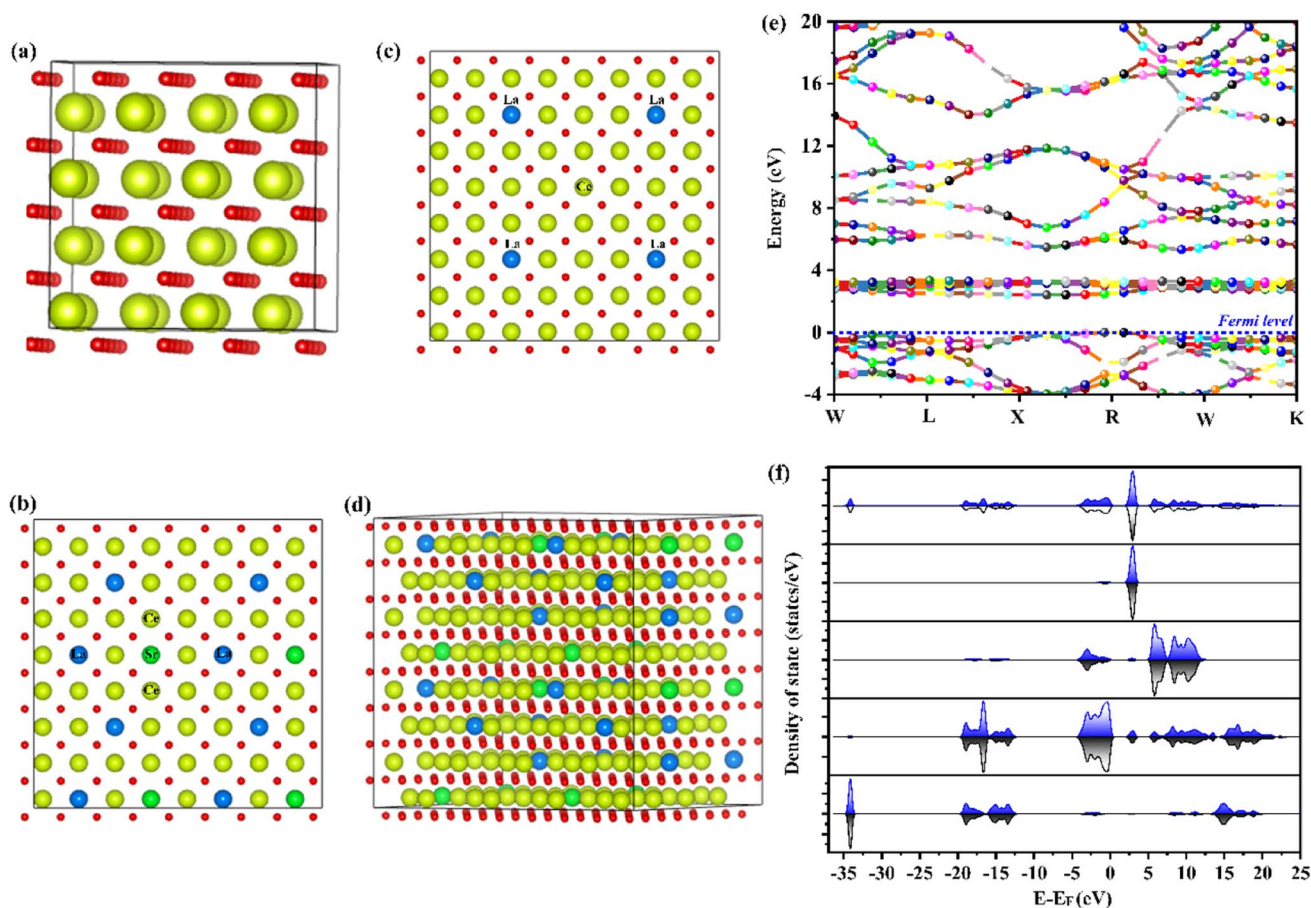 (a)
(c)
La La
Ce
La La
(e)
20
16
12
8
4
0
-4
Energy (eV)
Fermi level
W L X R W K
(b)
Ce
La Sr La
Ce
(d)
(f)
Density of state (states/eV)
-35 -30 -25 -20 -15 -10 -5 0 5 10 15 20 25
E-EF (eV)